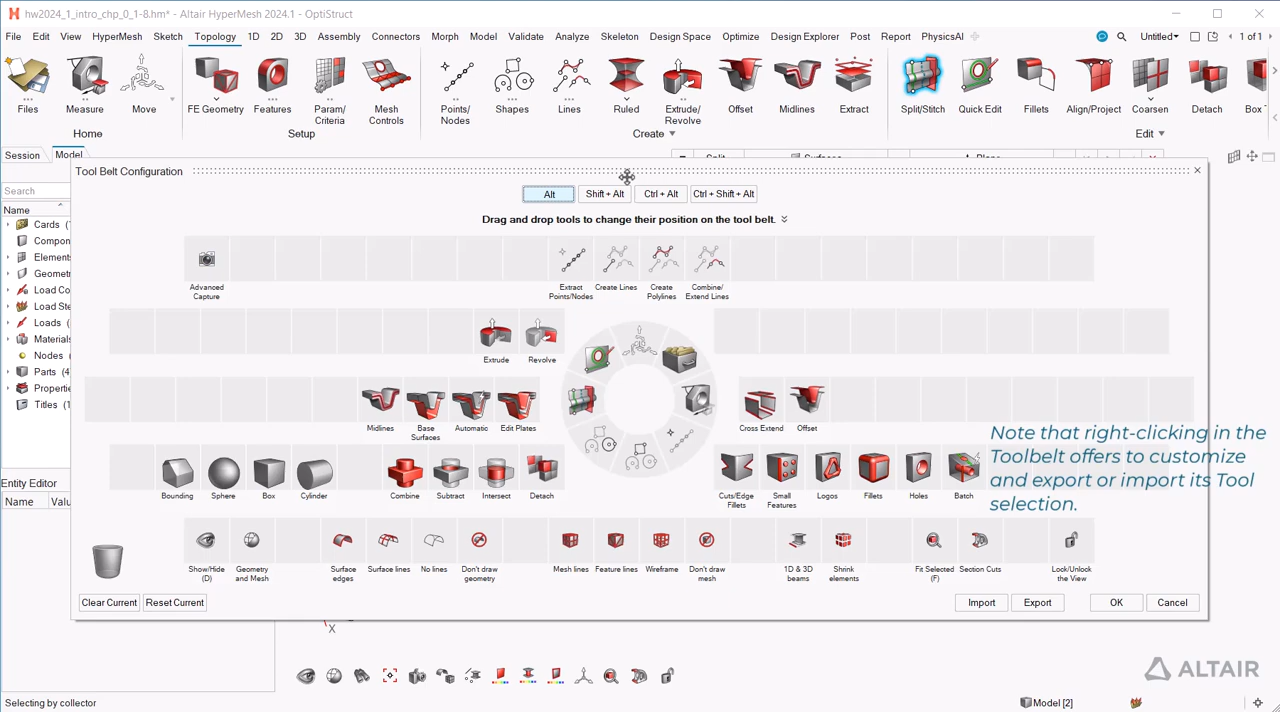 hw2024_1_intro_chp_0_1-8.hm* - Altair HyperMesh 2024.1 - OptiStruct
File Edit View HyperMesh Sketch Topology 1D 2D 3D Assembly Connectors Morph Model Validate Analyze Skeleton Design Space Optimize Design Explorer Post Report PhysicsAI Untitled 1 of 1
Files Measure Move FE Geometry Features Param/ Criteria Mesh Controls Points/ Nodes Shapes Lines Ruled Extrude/ Revolve Offset Midlines Extract Split/Stitch Quick Edit Fillets Align/Project Coarsen Detach Box
Home Setup Create Edit
Session Model
Tool Belt Configuration
Search
Alt Shift + Alt Ctrl + Alt Ctrl + Shift + Alt
Name
Drag and drop tools to change their position on the tool belt.
Cards
Compon
Elements
Geometr
Load Co
Load Ste
Loads
Materials
Nodes
Parts (4)
Properties
Titles
Advanced Capture
Extract Points/Nodes
Create Lines
Create Polylines
Combine/ Extend Lines
Extrude Revolve
Midlines Base Surfaces Automatic Edit Plates Cross Extend Offset
Note that right-clicking in the
Toolbelt offers to customize
and export or import its Tool
selection.
Entity Editor
Name Valu
Bounding Sphere Box Cylinder Combine Subtract Intersect Detach Cuts/Edge Fillets Small Features Logos Fillets Holes Batch
Show/Hide (D) Geometry and Mesh Surface edges Surface lines No lines Don't draw geometry Mesh lines Feature lines Wireframe Don't draw mesh 1D & 3D beams Shrink elements Fit Selected (F) Section Cuts Lock/Unlock the View
Clear Current Reset Current Import Export OK Cancel
X
ALTAIR
Selecting by collector
Model [2]